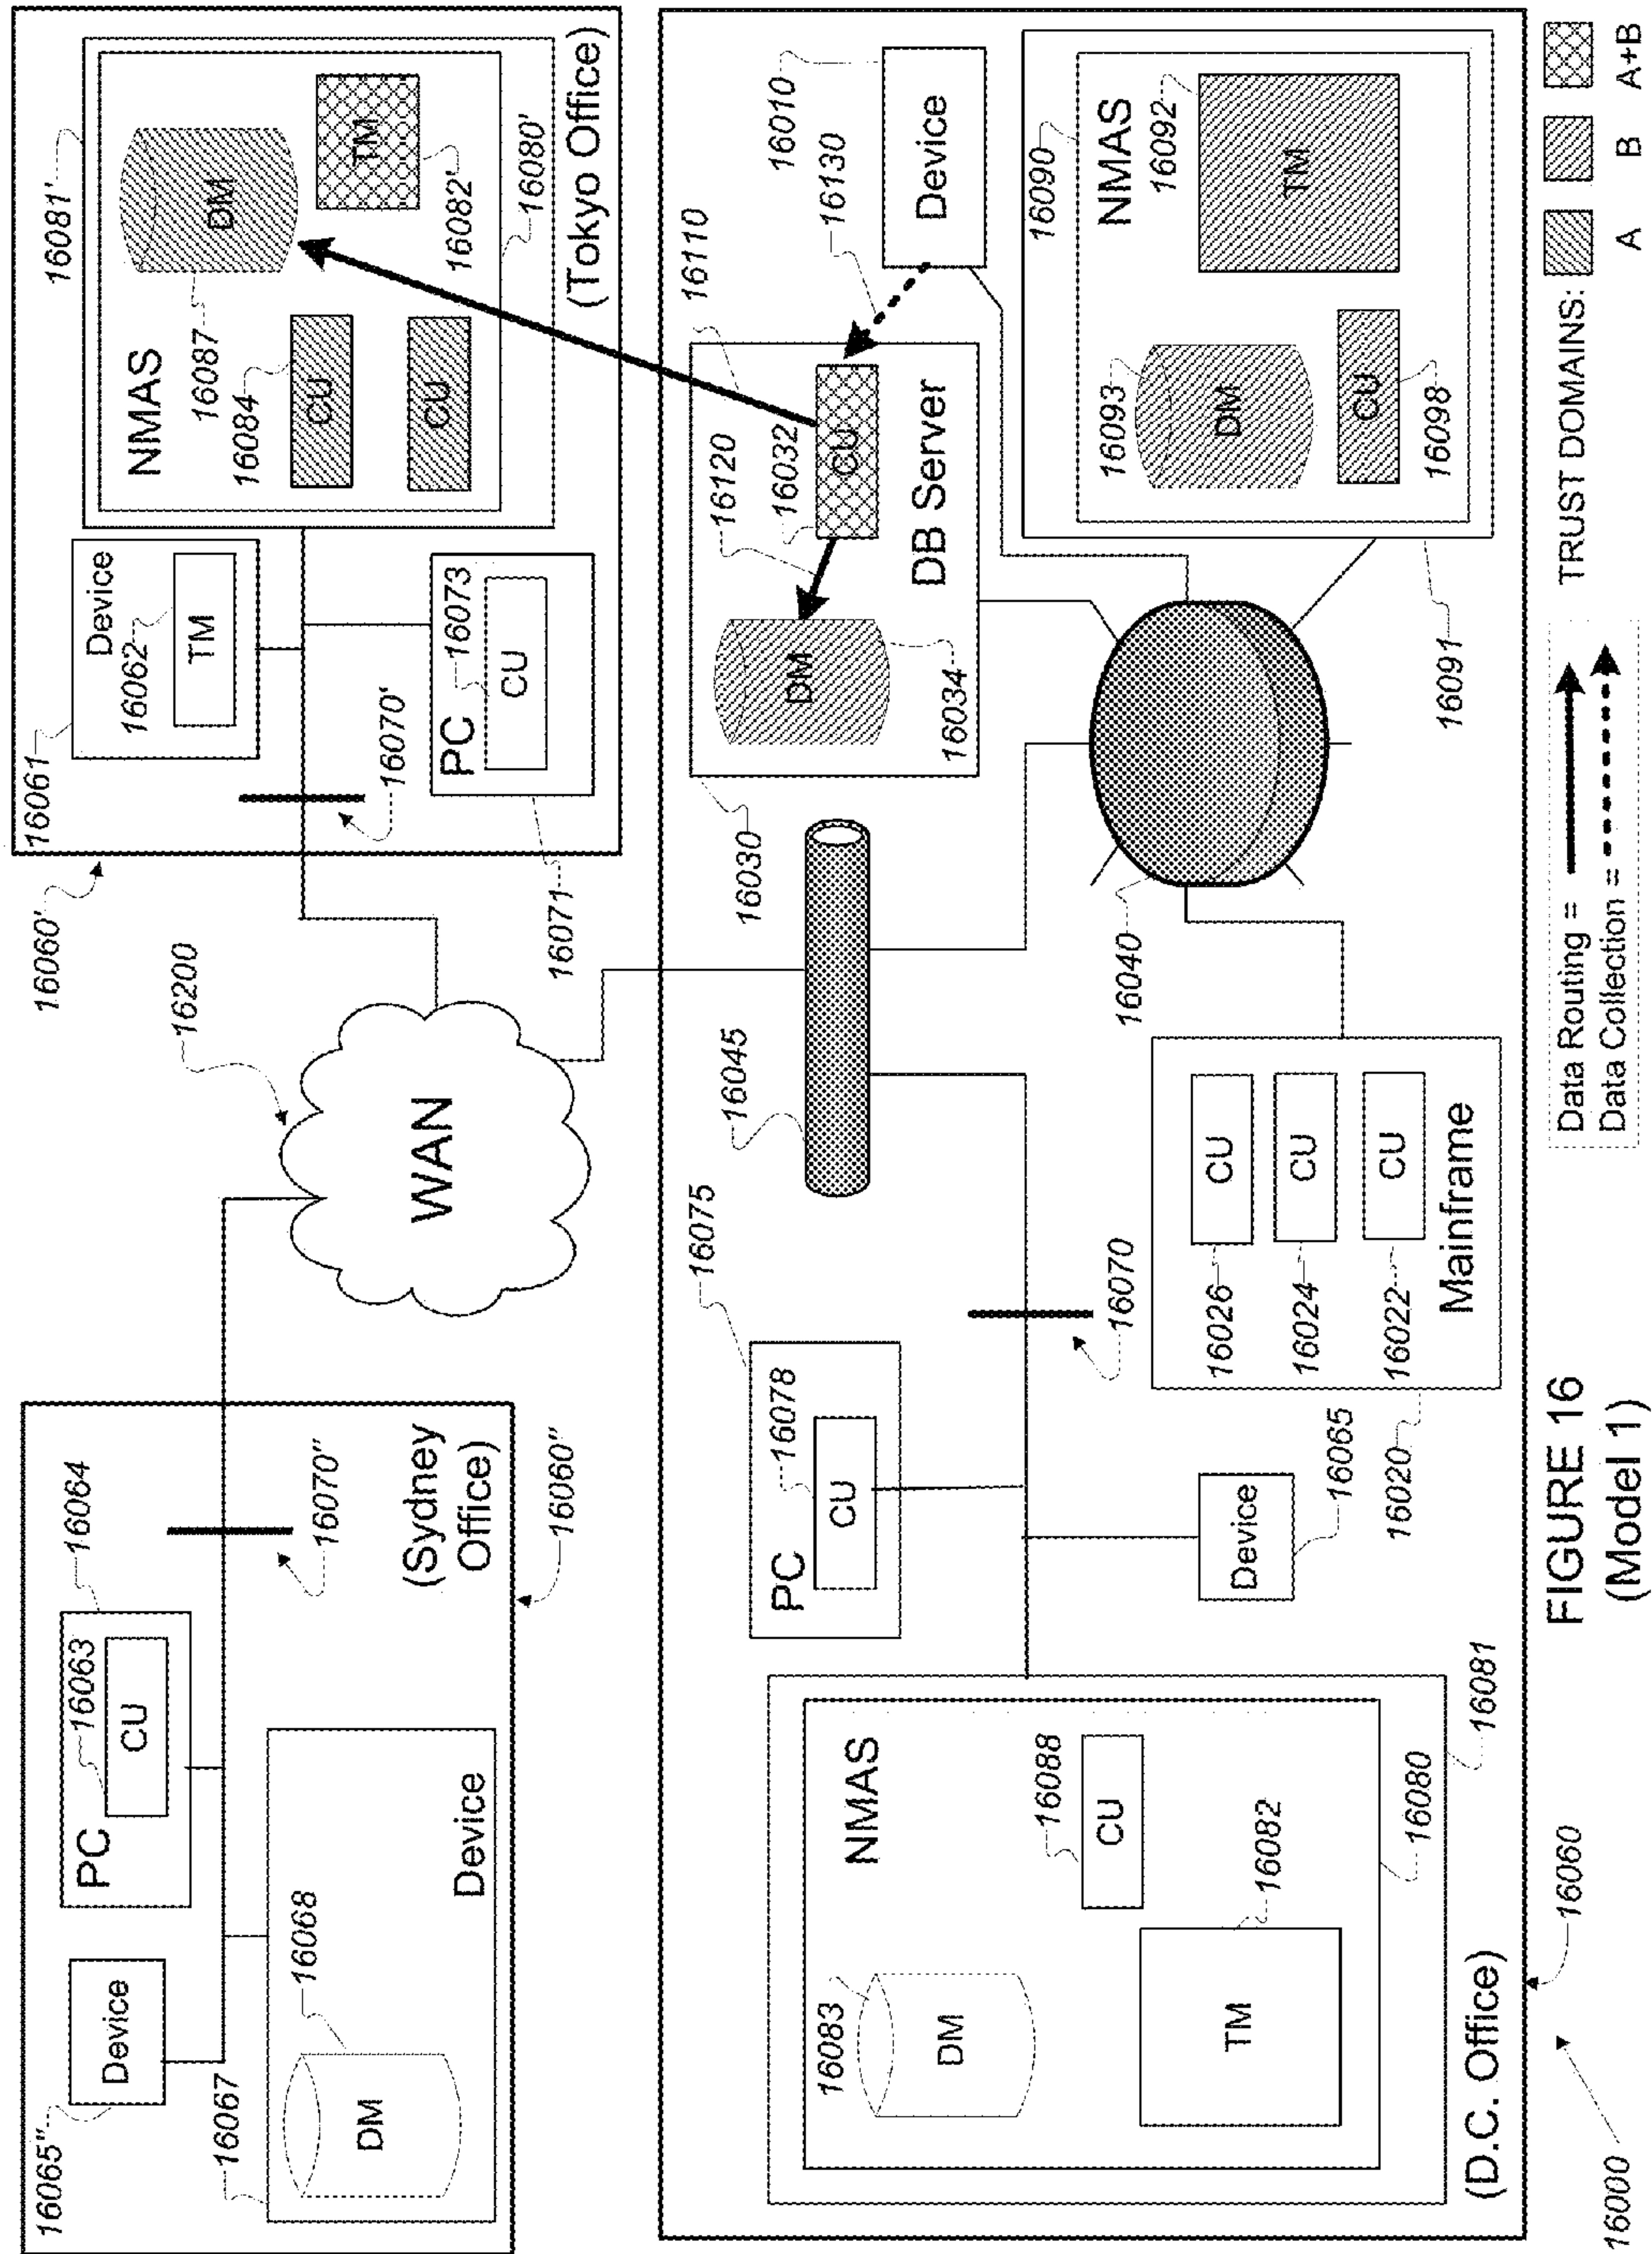 16065"
Device
16067
16068
DM
Device
PC
16063
CU
16064
16070"
(Sydney
Office)
16060"
16200
WAN
16060'
16061
Device
16062
TM
16070'
PC
16073
CU
16071
16081'
NMAS
16087
DM
16084
CU
CU
TM
16082'
16080'
(Tokyo Office)
NMAS
16083
DM
16088
CU
TM
16082
16080
16081
(D.C. Office)
16060
16000
16075
PC
16078
CU
16070
Device
16065
16020
16026
CU
16024
CU
16022
CU
Mainframe
16045
16040
16030
DM
16034
16120
16032
CU
DB Server
16110
16130
16010
Device
16090
NMAS
16092
TM
16093
DM
CU
16098
16091
FIGURE 16
(Model 1)
Data Routing =
Data Collection =
TRUST DOMAINS:
A
B
A+B